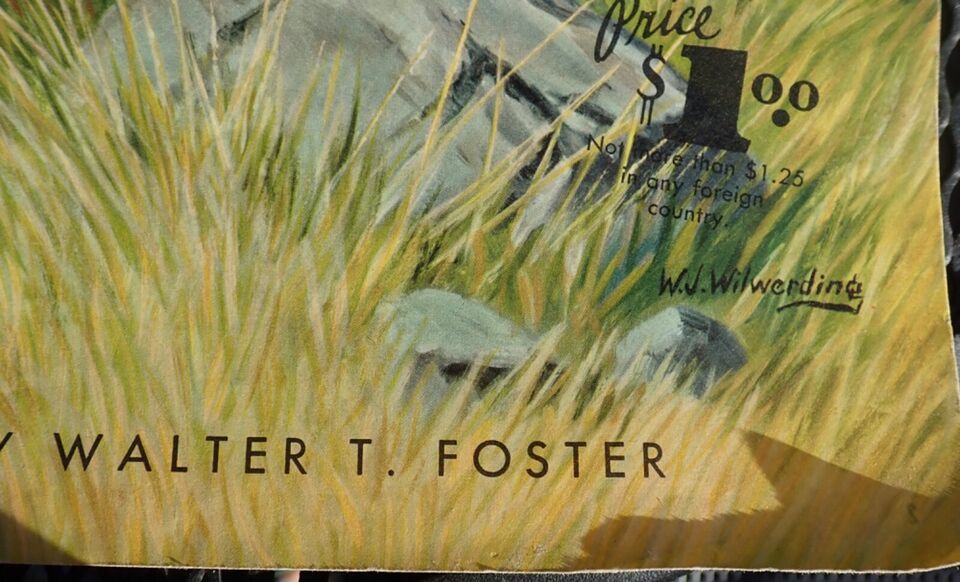 Price
$1.00
Not more than $1.25
in any foreign
country.
W.J. Wilwerding
Y WALTER T. FOSTER